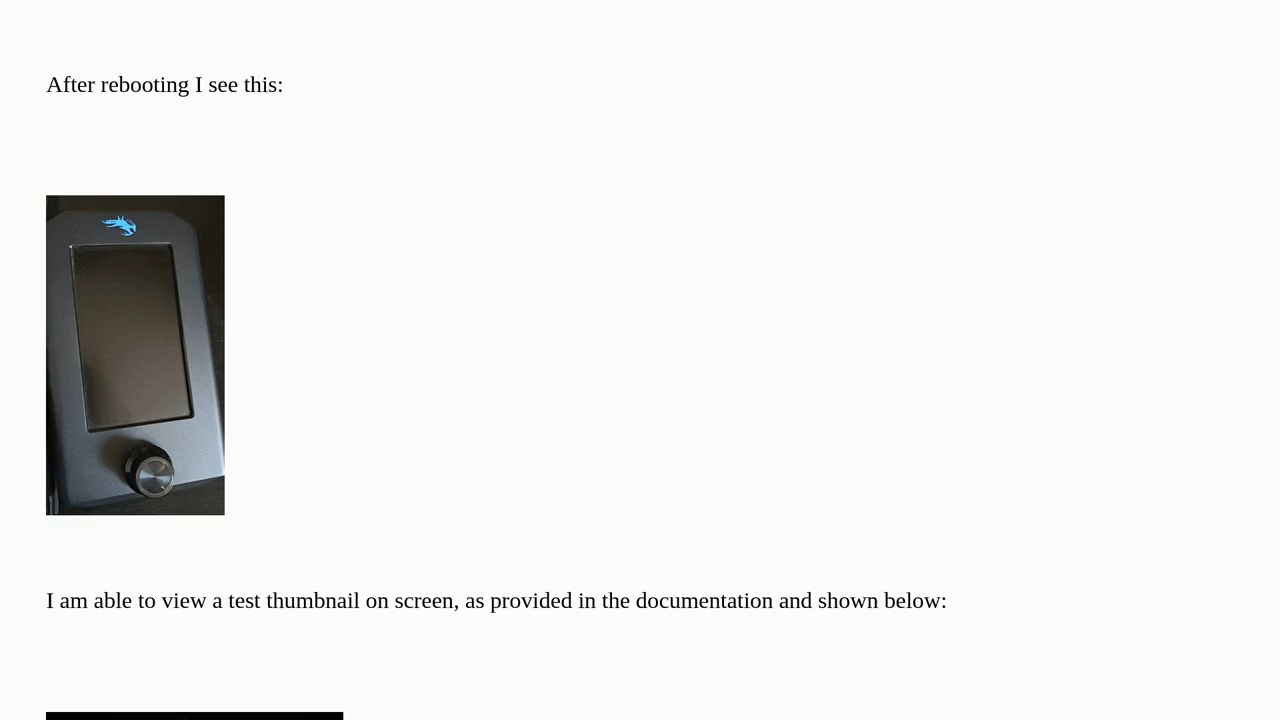 After rebooting I see this:
I am able to view a test thumbnail on screen, as provided in the documentation and shown below: